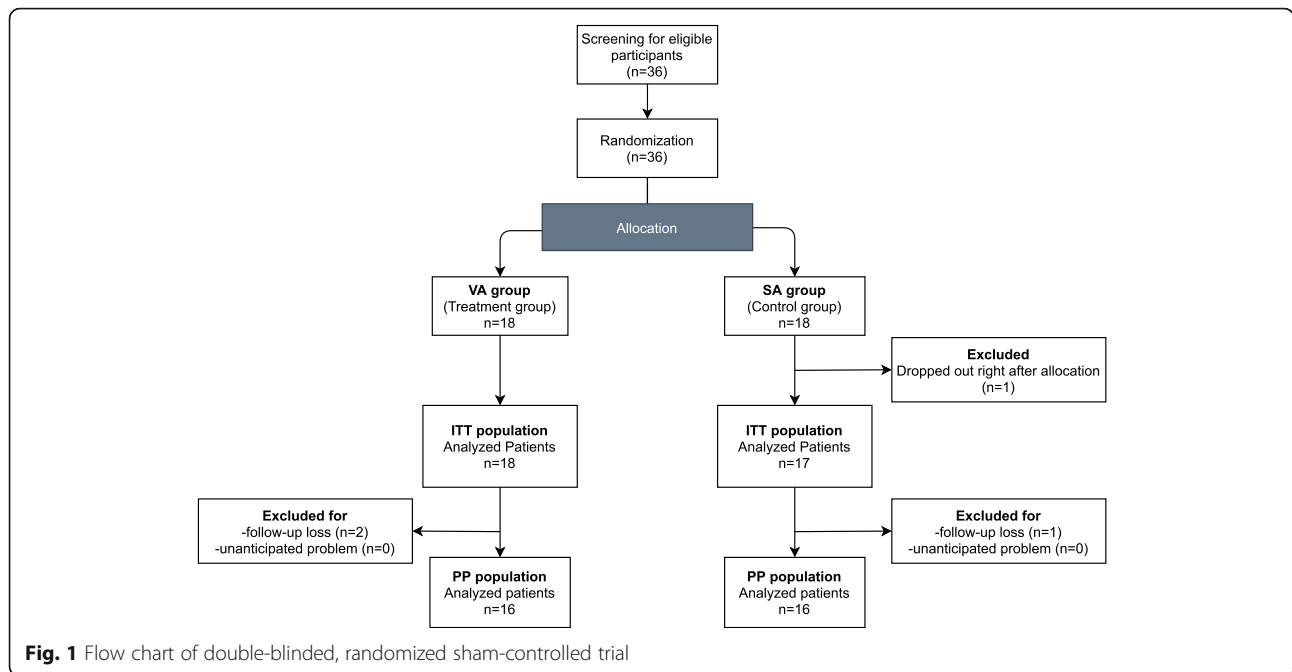 Screening for eligible
participants
(n=36)
Randomization
(n=36)
Allocation
VA group
(Treatment group)
n=18
SA group
(Control group)
n=18
Excluded
Dropped out right after allocation
(n=1)
ITT population
Analyzed Patients
n=18
ITT population
Analyzed Patients
n=17
Excluded for
-follow-up loss (n=2)
-unanticipated problem (n=0)
Excluded for
-follow-up loss (n=1)
-unanticipated problem (n=0)
PP population
Analyzed patients
n=16
PP population
Analyzed patients
n=16
Fig. 1 Flow chart of double-blinded, randomized sham-controlled trial